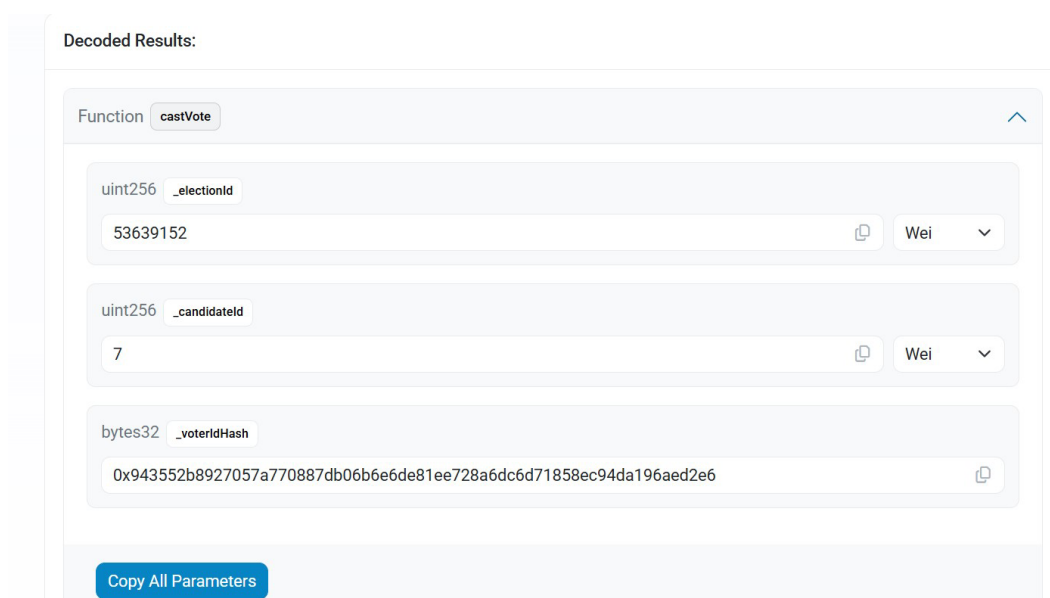 Decoded Results:
Function castVote
uint256 _electionId
53639152 Wei
uint256 _candidateId
7 Wei
bytes32 _voterIdHash
0x943552b8927057a770887db06b6e6de81ee728a6dc6d71858ec94da196aed2e6
Copy All Parameters